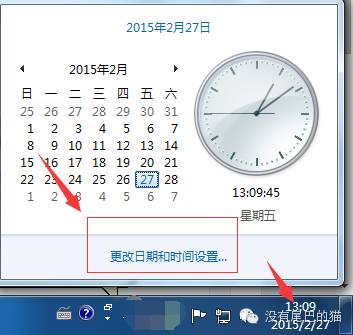 2015年2月27日
2015年2月
日 一 二 三 四 五 六
25 26 27 28 29 30 31
1 2 3 4 5 6 7
8 9 10 11 12 13 14
15 16 17 18 19 20 21
22 23 24 25 26 27 28
1 2 3 4 5 6 7
13:09:45
星期五
更改日期和时间设置...
13:09
2015/2/27
没有尾巴的猫